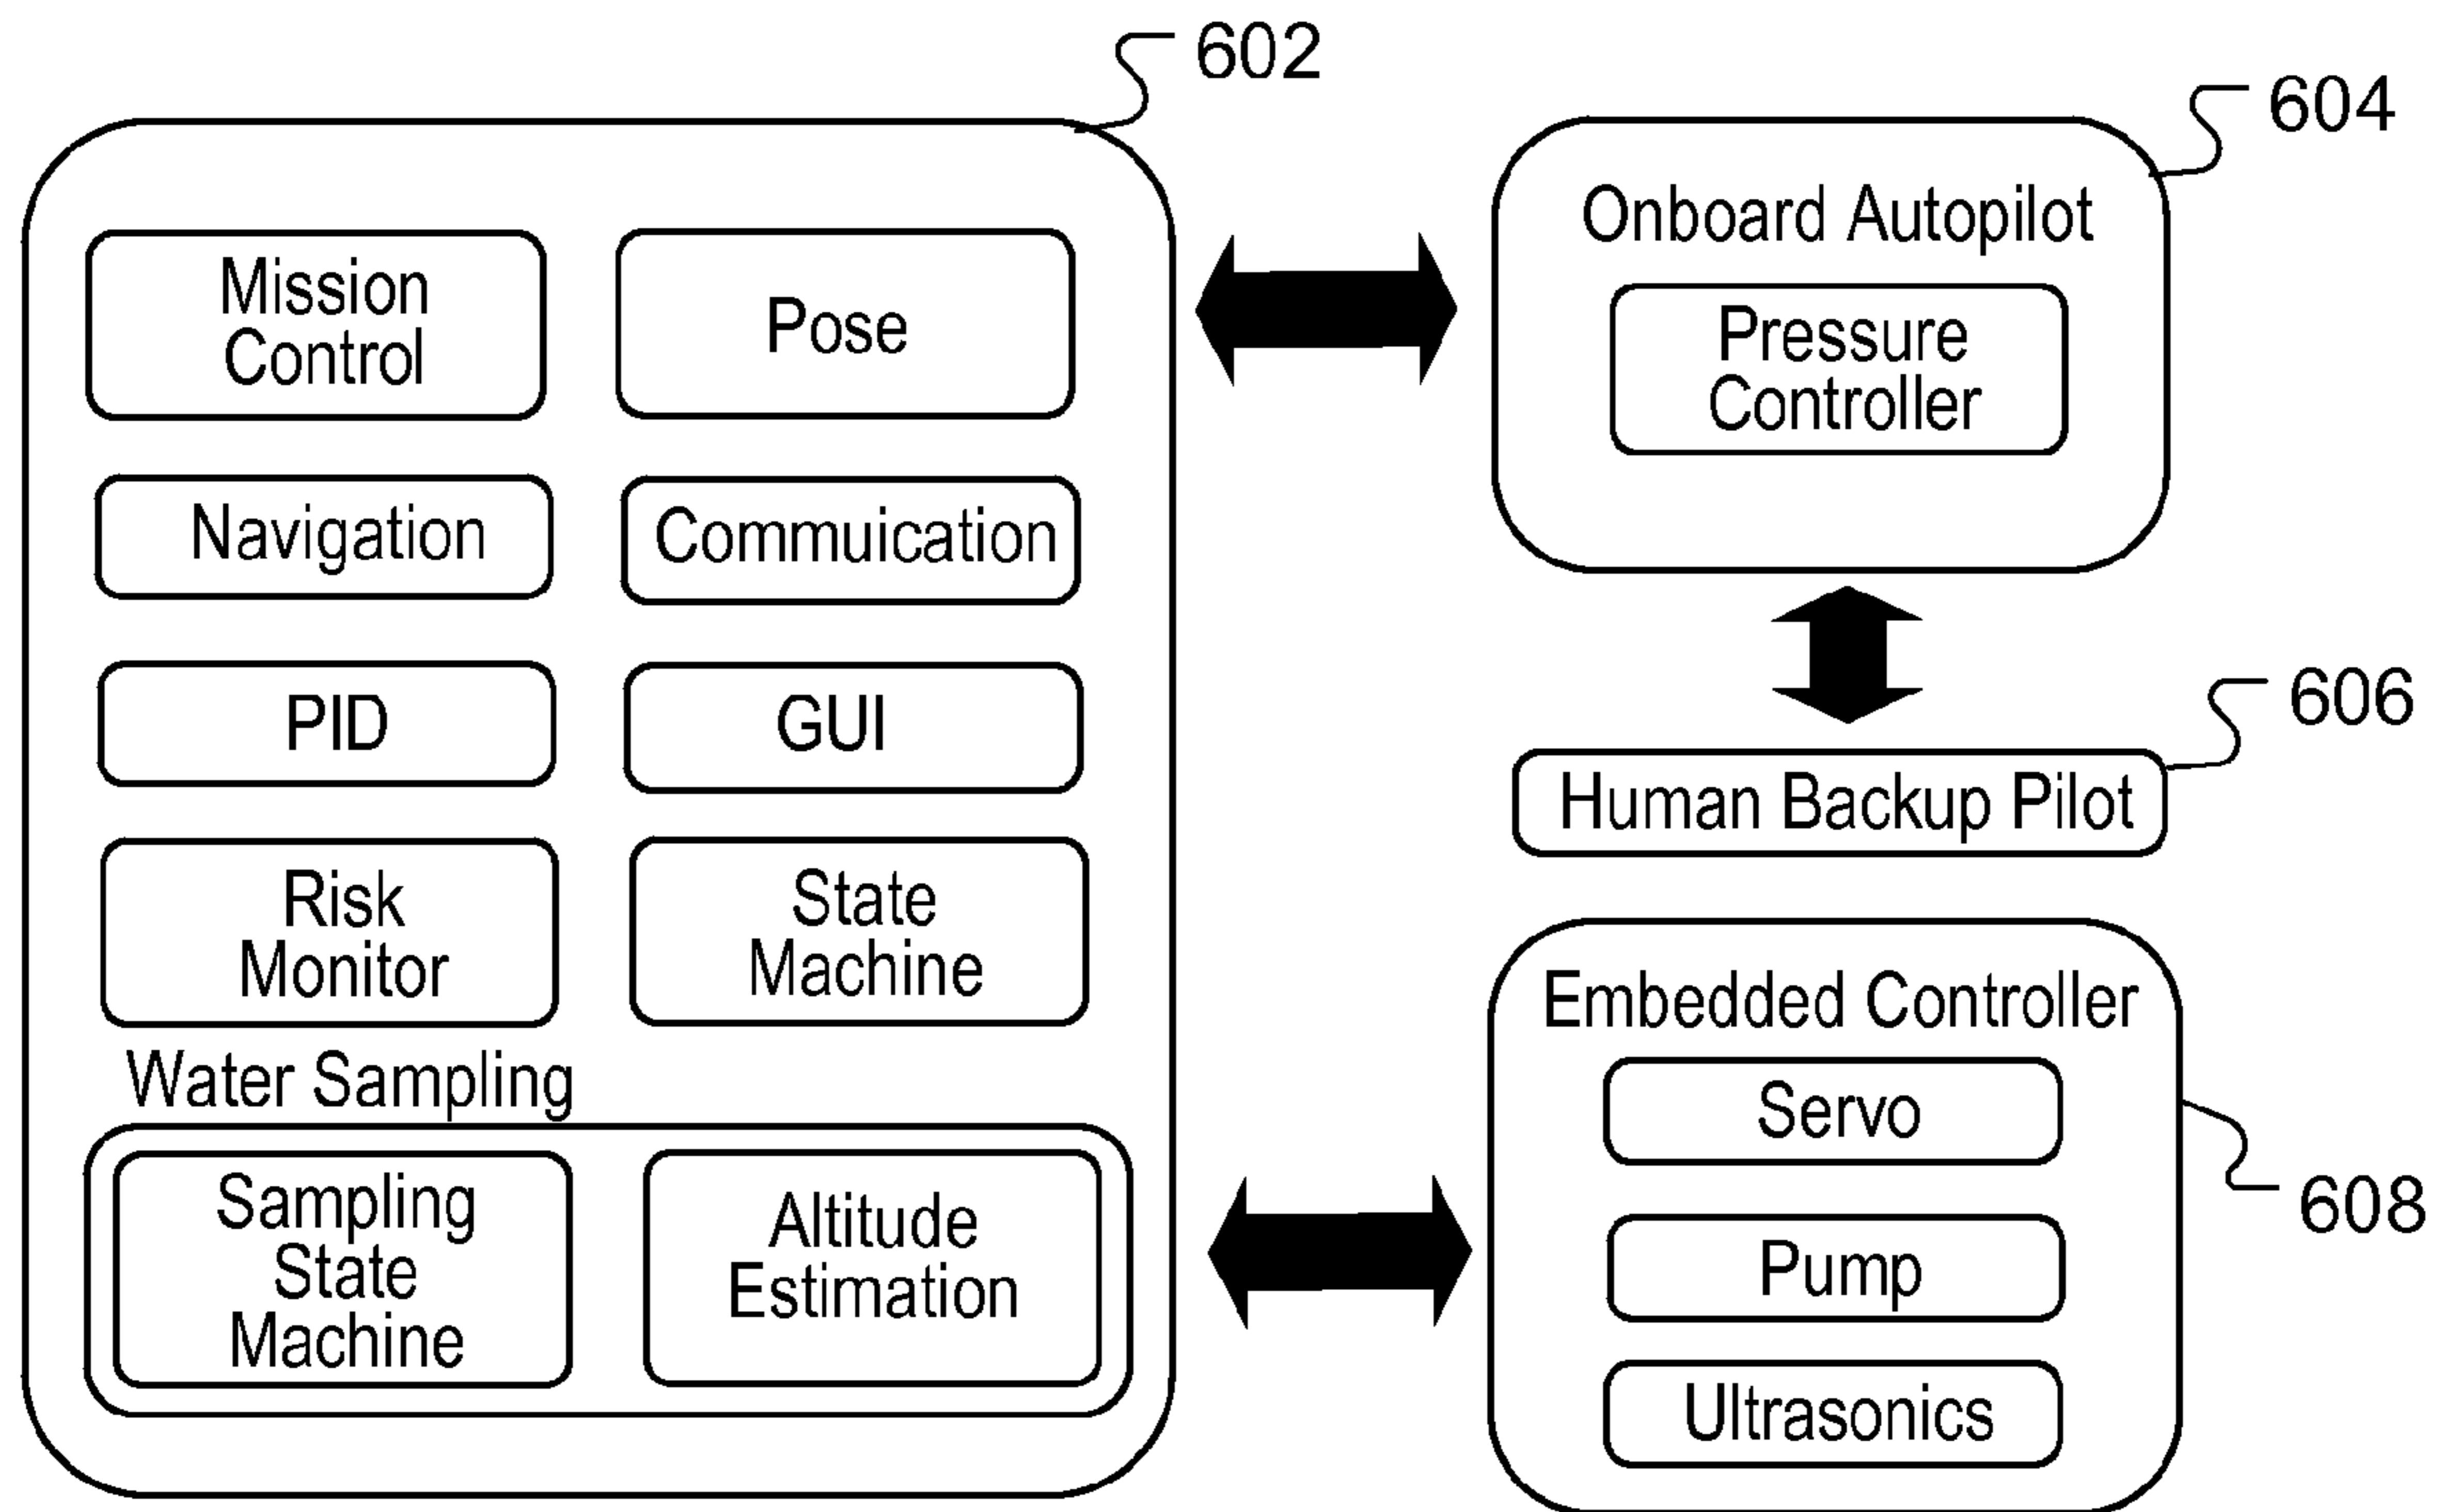 602
604
Mission
Control
Pose
Onboard Autopilot
Pressure
Controller
Navigation
Commuication
PID
GUI
606
Human Backup Pilot
Risk
Monitor
State
Machine
Water Sampling
Sampling
State
Machine
Altitude
Estimation
Embedded Controller
Servo
Pump
Ultrasonics
608